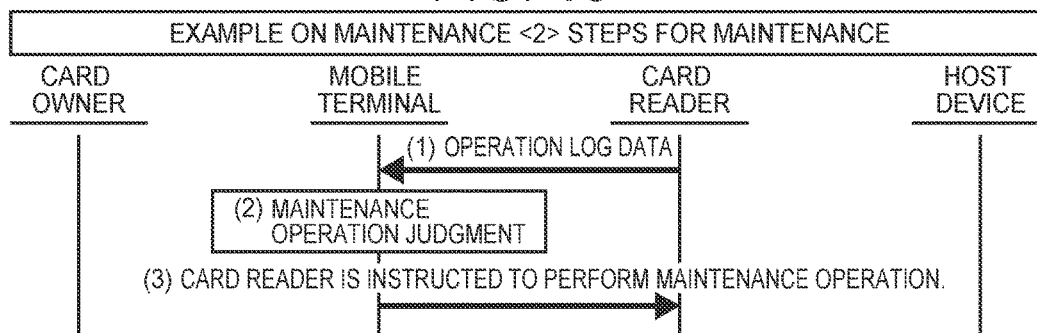 EXAMPLE ON MAINTENANCE <2> STEPS FOR MAINTENANCE
CARD OWNER
MOBILE TERMINAL
CARD READER
HOST DEVICE
(1) OPERATION LOG DATA
(2) MAINTENANCE
OPERATION JUDGMENT
(3) CARD READER IS INSTRUCTED TO PERFORM MAINTENANCE OPERATION.